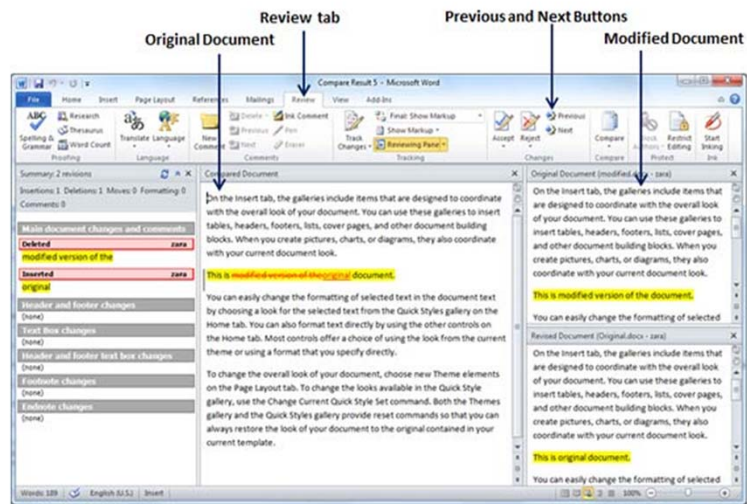 Review tab
Previous and Next Buttons
Original Document
Modified Document
Compare Result 5 - Microsoft Word
File Home Insert Page Layout References Mailings Review View Add-Ins
ABC Research Delete Ink Comment Final: Show Markup Previous
Thesaurus Previous Pen Show Markup Next
Spelling & Grammar Word Count Translate Language New Comment Next Eraser Track Changes Reviewing Pane Accept Reject Compare Block Authors Restrict Editing Start Inking
Proofing Language Comments Tracking Changes Compare Protect Ink
Summary: 2 revisions
Insertions: 1 Deletions: 1 Moves: 0 Formatting: 0
Comments: 0
Main document changes and comments
Deleted zara
modified version of the
Inserted zara
original
Header and footer changes
(none)
Text Box changes
(none)
Header and footer text box changes
(none)
Footnote changes
(none)
Endnote changes
(none)
Compared Document
On the Insert tab, the galleries include items that are designed to coordinate
with the overall look of your document. You can use these galleries to insert
tables, headers, footers, lists, cover pages, and other document building
blocks. When you create pictures, charts, or diagrams, they also coordinate
with your current document look.
This is modified version of theoriginal document.
You can easily change the formatting of selected text in the document text
by choosing a look for the selected text from the Quick Styles gallery on the
Home tab. You can also format text directly by using the other controls on
the Home tab. Most controls offer a choice of using the look from the current
theme or using a format that you specify directly.
To change the overall look of your document, choose new Theme elements
on the Page Layout tab. To change the looks available in the Quick Style
gallery, use the Change Current Quick Style Set command. Both the Themes
gallery and the Quick Styles gallery provide reset commands so that you can
always restore the look of your document to the original contained in your
current template.
Original Document (modified.docx - zara)
On the Insert tab, the galleries include items that
are designed to coordinate with the overall look
of your document. You can use these galleries to
insert tables, headers, footers, lists, cover pages,
and other document building blocks. When you
create pictures, charts, or diagrams, they also
coordinate with your current document look.
This is modified version of the document.
You can easily change the formatting of selected
Revised Document (Original.docx - zara)
On the Insert tab, the galleries include items that
are designed to coordinate with the overall look
of your document. You can use these galleries to
insert tables, headers, footers, lists, cover pages,
and other document building blocks. When you
create pictures, charts, or diagrams, they also
coordinate with your current document look.
This is original document.
You can easily change the formatting of selected
Words: 189 English (U.S.) Insert 100%